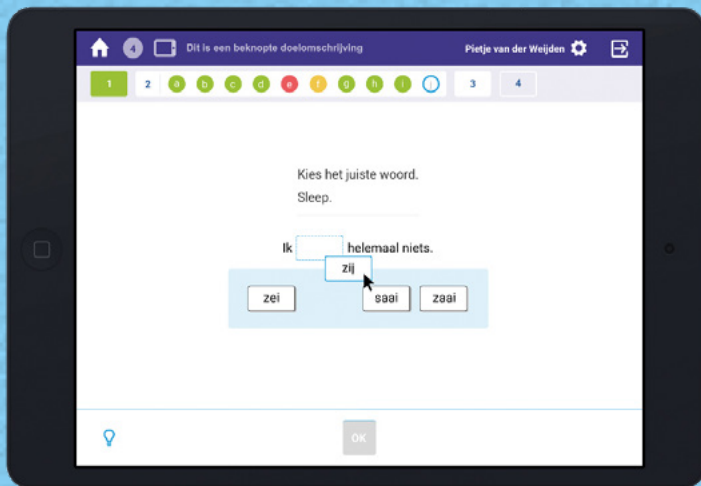 4 Dit is een beknopte doelomschrijving Pietje van der Weijden
1 2 a b c d e f g h i j 3 4
Kies het juiste woord.
Sleep.
Ik helemaal niets.
zij
zei saai zaai
OK